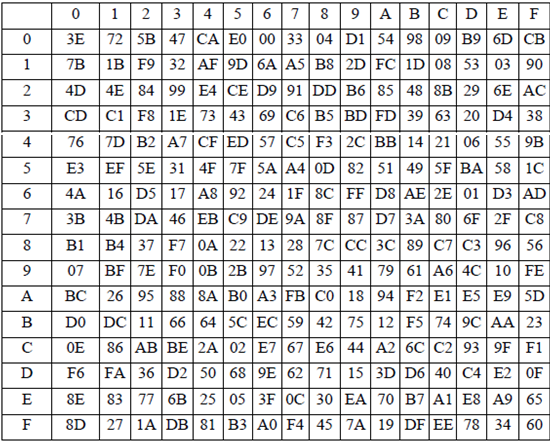 0 1 2 3 4 5 6 7 8 9 A B C D E F
0 3E 72 5B 47 CA E0 00 33 04 D1 54 98 09 B9 6D CB
1 7B 1B F9 32 AF 9D 6A A5 B8 2D FC 1D 08 53 03 90
2 4D 4E 84 99 E4 CE D9 91 DD B6 85 48 8B 29 6E AC
3 CD C1 F8 1E 73 43 69 C6 B5 BD FD 39 63 20 D4 38
4 76 7D B2 A7 CF ED 57 C5 F3 2C BB 14 21 06 55 9B
5 E3 EF 5E 31 4F 7F 5A A4 0D 82 51 49 5F BA 58 1C
6 4A 16 D5 17 A8 92 24 1F 8C FF D8 AE 2E 01 D3 AD
7 3B 4B DA 46 EB C9 DE 9A 8F 87 D7 3A 80 6F 2F C8
8 B1 B4 37 F7 0A 22 13 28 7C CC 3C 89 C7 C3 96 56
9 07 BF 7E F0 0B 2B 97 52 35 41 79 61 A6 4C 10 FE
A BC 26 95 88 8A B0 A3 FB C0 18 94 F2 E1 E5 E9 5D
B D0 DC 11 66 64 5C EC 59 42 75 12 F5 74 9C AA 23
C 0E 86 AB BE 2A 02 E7 67 E6 44 A2 6C C2 93 9F F1
D F6 FA 36 D2 50 68 9E 62 71 15 3D D6 40 C4 E2 0F
E 8E 83 77 6B 25 05 3F 0C 30 EA 70 B7 A1 E8 A9 65
F 8D 27 1A DB 81 B3 A0 F4 45 7A 19 DF EE 78 34 60